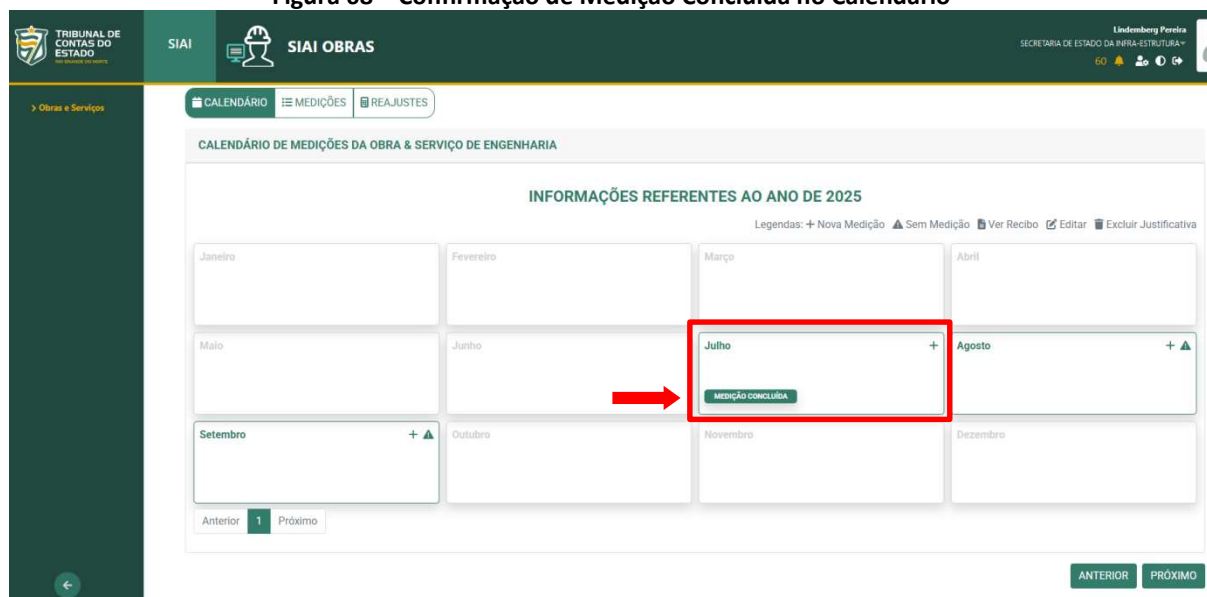 Figura 08 – Confirmação de Medição Concluída no Calendário
TRIBUNAL DE
CONTAS DO
ESTADO
SIAI
SIAI OBRAS
Lindemberg Pereira
SECRETARIA DE ESTADO DA INFRA-ESTRUTURA
60
> Obras e Serviços
CALENDÁRIO MEDIÇÕES REAJUSTES
CALENDÁRIO DE MEDIÇÕES DA OBRA & SERVIÇO DE ENGENHARIA
INFORMAÇÕES REFERENTES AO ANO DE 2025
Legendas: + Nova Medição Sem Medição Ver Recibo Editar Excluir Justificativa
Janeiro Fevereiro Março Abril
Maio Junho Julho + Agosto +
MEDIÇÃO CONCLUÍDA
Setembro + Outubro Novembro Dezembro
Anterior 1 Próximo
ANTERIOR PRÓXIMO